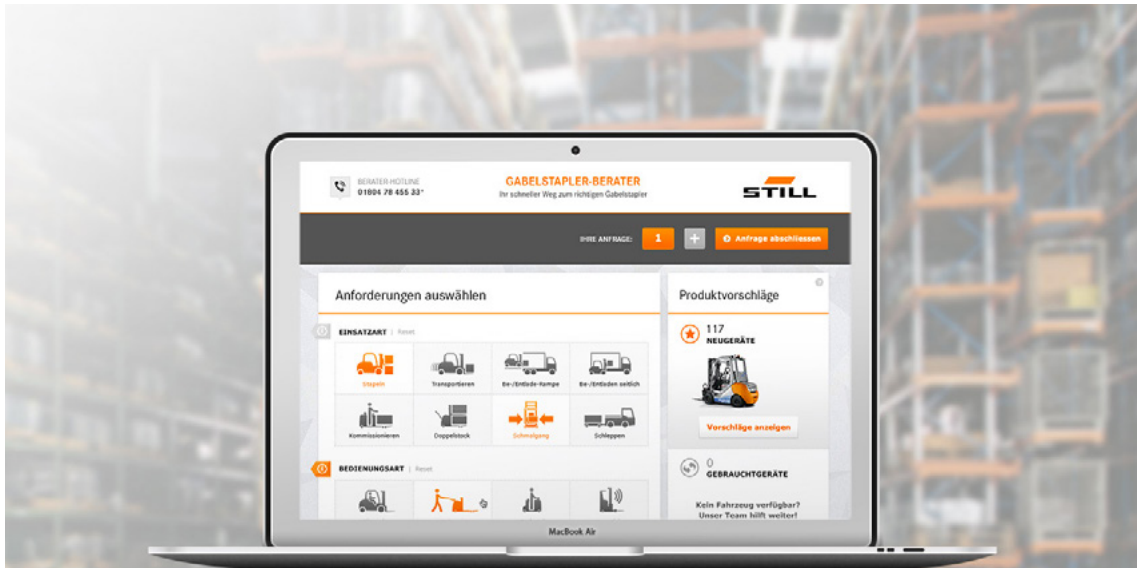 BERATER-HOTLINE
01804 78 455 33*
GABELSTAPLER-BERATER
Ihr schneller Weg zum richtigen Gabelstapler
STILL
IHRE ANFRAGE:
1
+
Anfrage abschliessen
Anforderungen auswählen
EINSATZART | Reset
Stapeln
Transportieren
Be-/Entlade-Rampe
Be-/Entladen seitlich
Kommissionieren
Doppelstock
Schmalgang
Schleppen
BEDIENUNGSART | Reset
Produktvorschläge
117
NEUGERÄTE
Vorschläge anzeigen
0
GEBRAUCHTGERÄTE
Kein Fahrzeug verfügbar?
Unser Team hilft weiter!
MacBook Air